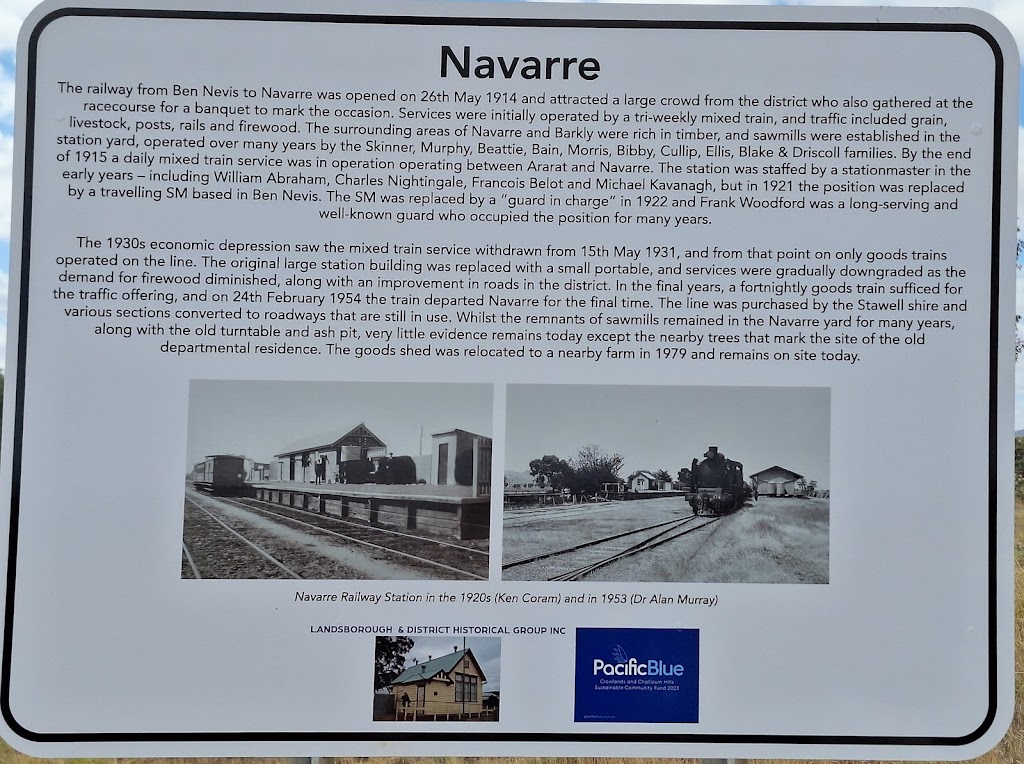 Navarre
The railway from Ben Nevis to Navarre was opened on 26th May 1914 and attracted a large crowd from the district who also gathered at the
racecourse for a banquet to mark the occasion. Services were initially operated by a tri-weekly mixed train, and traffic included grain,
livestock, posts, rails and firewood. The surrounding areas of Navarre and Barkly were rich in timber, and sawmills were established in the
station yard, operated over many years by the Skinner, Murphy, Beattie, Bain, Morris, Bibby, Cullip, Ellis, Blake & Driscoll families. By the end
of 1915 a daily mixed train service was in operation operating between Ararat and Navarre. The station was staffed by a stationmaster in the
early years – including William Abraham, Charles Nightingale, Francois Belot and Michael Kavanagh, but in 1921 the position was replaced
by a travelling SM based in Ben Nevis. The SM was replaced by a “guard in charge” in 1922 and Frank Woodford was a long-serving and
well-known guard who occupied the position for many years.
The 1930s economic depression saw the mixed train service withdrawn from 15th May 1931, and from that point on only goods trains
operated on the line. The original large station building was replaced with a small portable, and services were gradually downgraded as the
demand for firewood diminished, along with an improvement in roads in the district. In the final years, a fortnightly goods train sufficed for
the traffic offering, and on 24th February 1954 the train departed Navarre for the final time. The line was purchased by the Stawell shire and
various sections converted to roadways that are still in use. Whilst the remnants of sawmills remained in the Navarre yard for many years,
along with the old turntable and ash pit, very little evidence remains today except the nearby trees that mark the site of the old
departmental residence. The goods shed was relocated to a nearby farm in 1979 and remains on site today.
Navarre Railway Station in the 1920s (Ken Coram) and in 1953 (Dr Alan Murray)
LANDSBOROUGH & DISTRICT HISTORICAL GROUP INC
PacificBlue
Crowlands and Challicum Hills
Sustainable Community Fund 2023